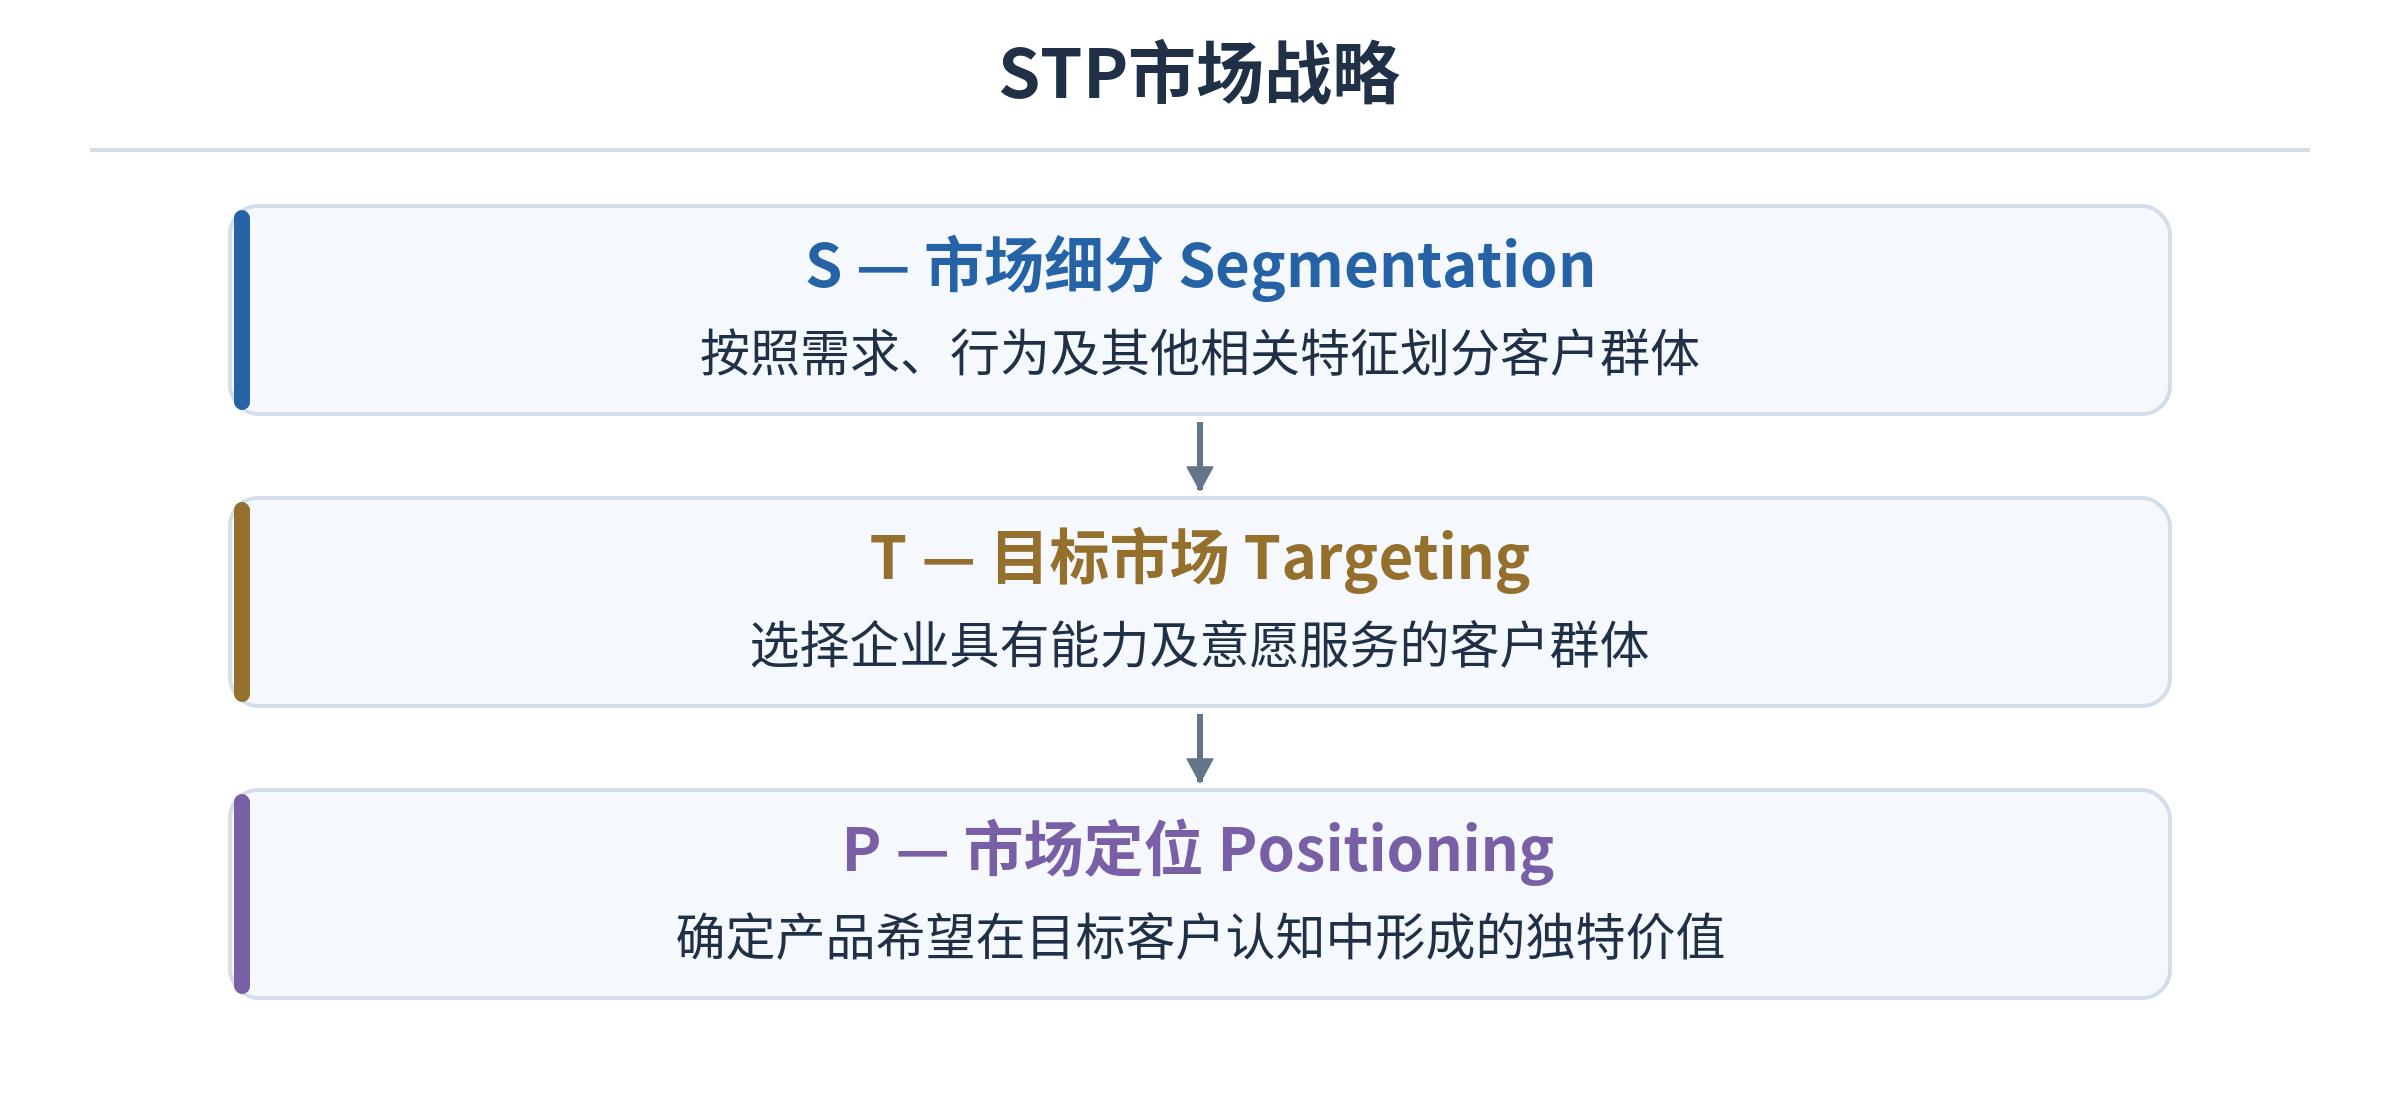 STP市场战略
S — 市场细分 Segmentation
按照需求、行为及其他相关特征划分客户群体
T — 目标市场 Targeting
选择企业具有能力及意愿服务的客户群体
P — 市场定位 Positioning
确定产品希望在目标客户认知中形成的独特价值